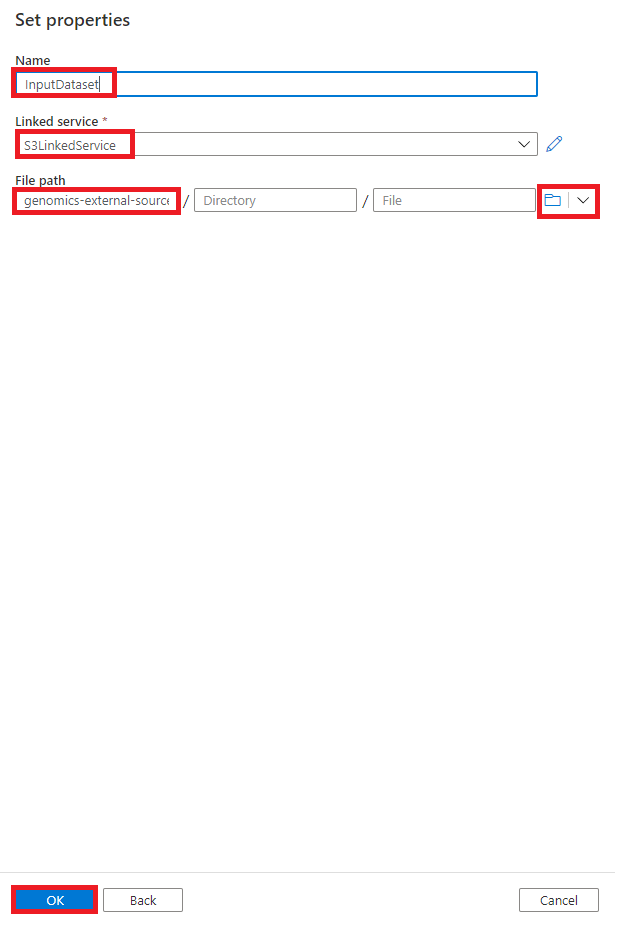 Set properties
Name
InputDataset
Linked service *
S3LinkedService
File path
genomics-external-source / Directory / File
OK Back Cancel